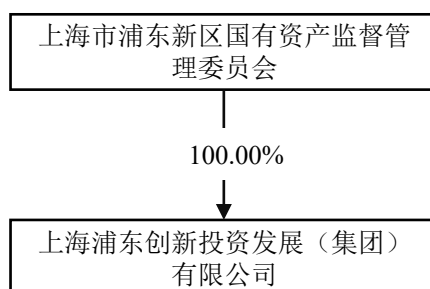 上海市浦东新区国有资产监督管
理委员会
100.00%
上海浦东创新投资发展（集团）
有限公司